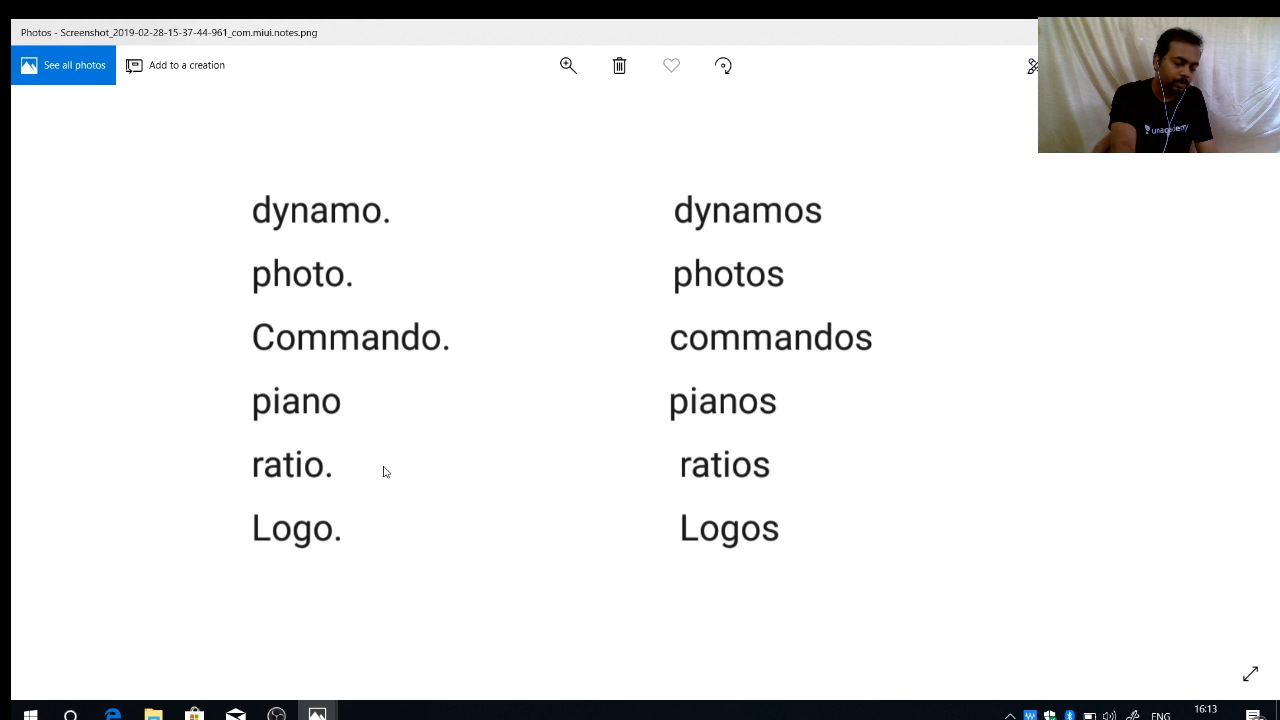 Photos - Screenshot_2019-02-28-15-37-44-961_com.miui.notes.png
See all photos
Add to a creation
unacademy
dynamo. dynamos
photo. photos
Commando. commandos
piano pianos
ratio. ratios
Logo. Logos
ENG
16:13